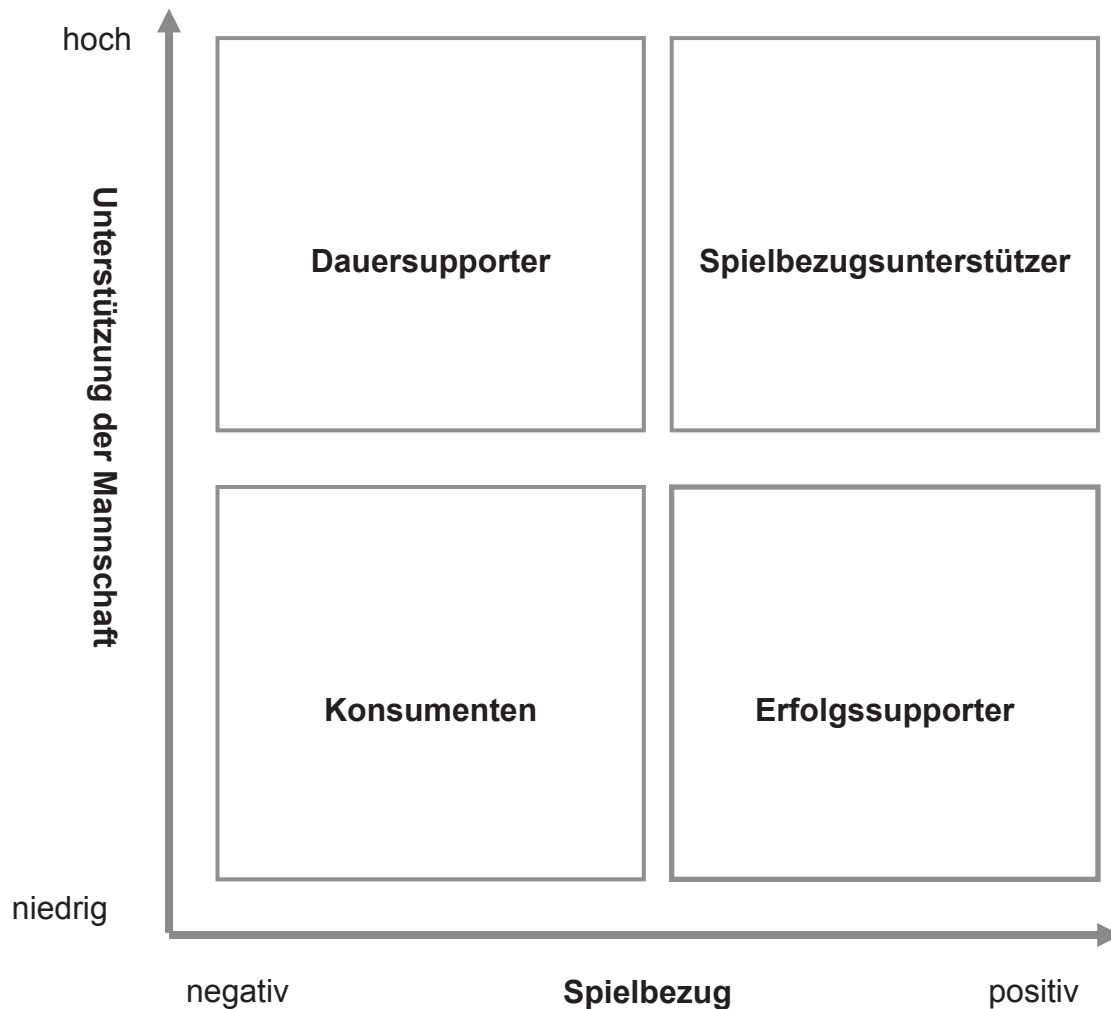 hoch
Unterstützung der Mannschaft
Dauersupporter
Spielbezugsunterstützer
Konsumenten
Erfolgssupporter
niedrig
negativ
Spielbezug
positiv